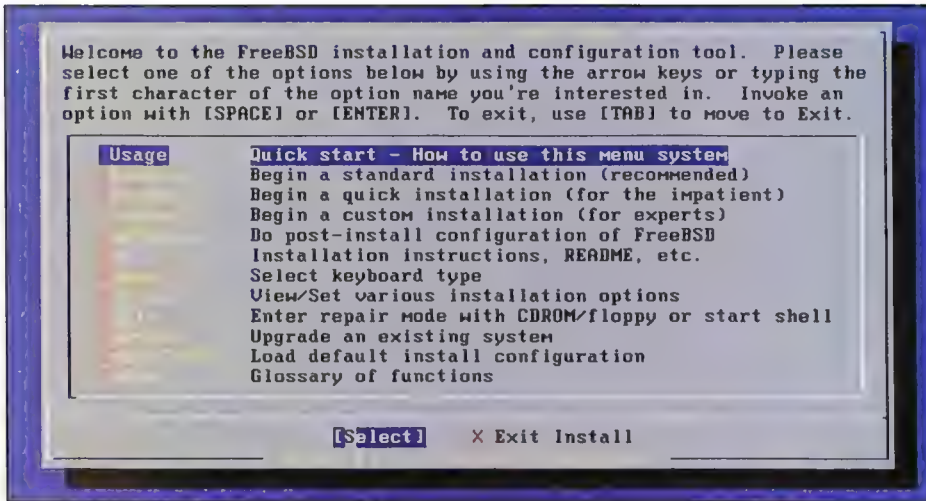 Welcome to the FreeBSD installation and configuration tool.  Please
select one of the options below by using the arrow keys or typing the
first character of the option name you're interested in.  Invoke an
option with [SPACE] or [ENTER].  To exit, use [TAB] to move to Exit.
Usage Quick start - How to use this menu system
Begin a standard installation (recommended)
Begin a quick installation (for the impatient)
Begin a custom installation (for experts)
Do post-install configuration of FreeBSD
Installation instructions, README, etc.
Select keyboard type
View/Set various installation options
Enter repair mode with CDROM/floppy or start shell
Upgrade an existing system
Load default install configuration
Glossary of functions
[Select] X Exit Install